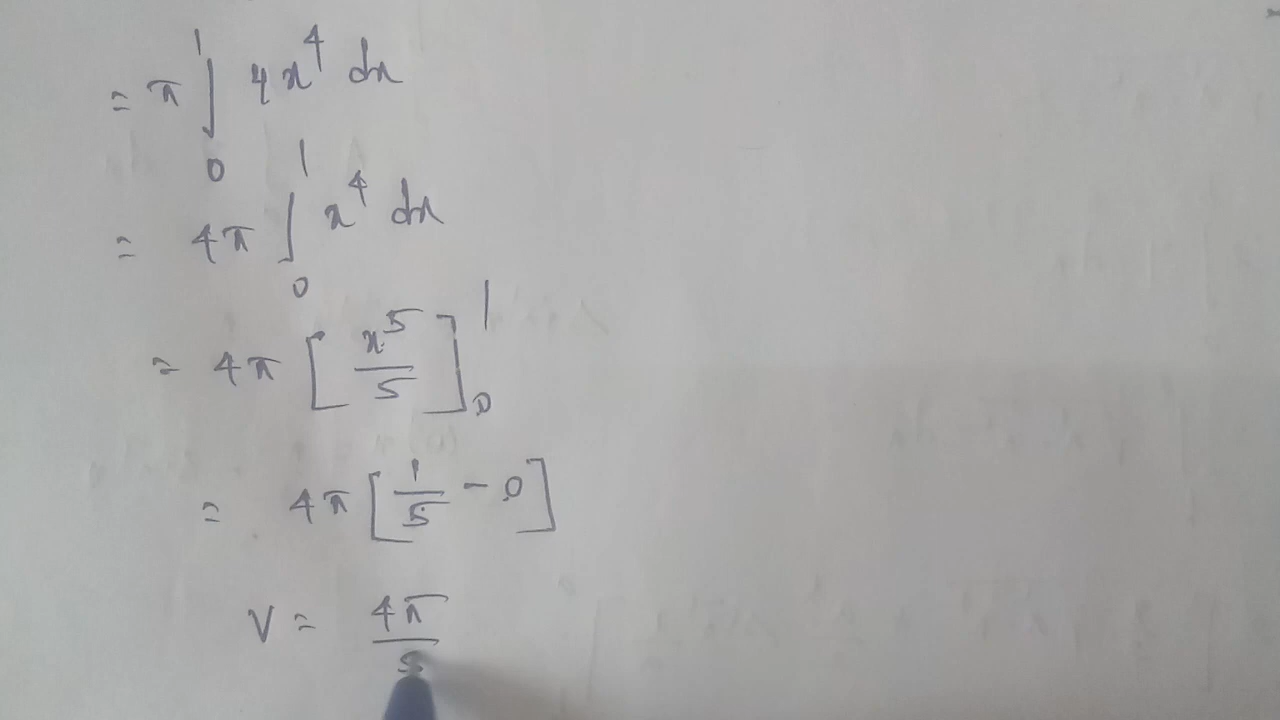 = π ∫₀¹ 4x⁴ dx
= 4π ∫₀¹ x⁴ dx
= 4π [x⁵/5]₀¹
= 4π [1/5 - 0]
V = 4π/5